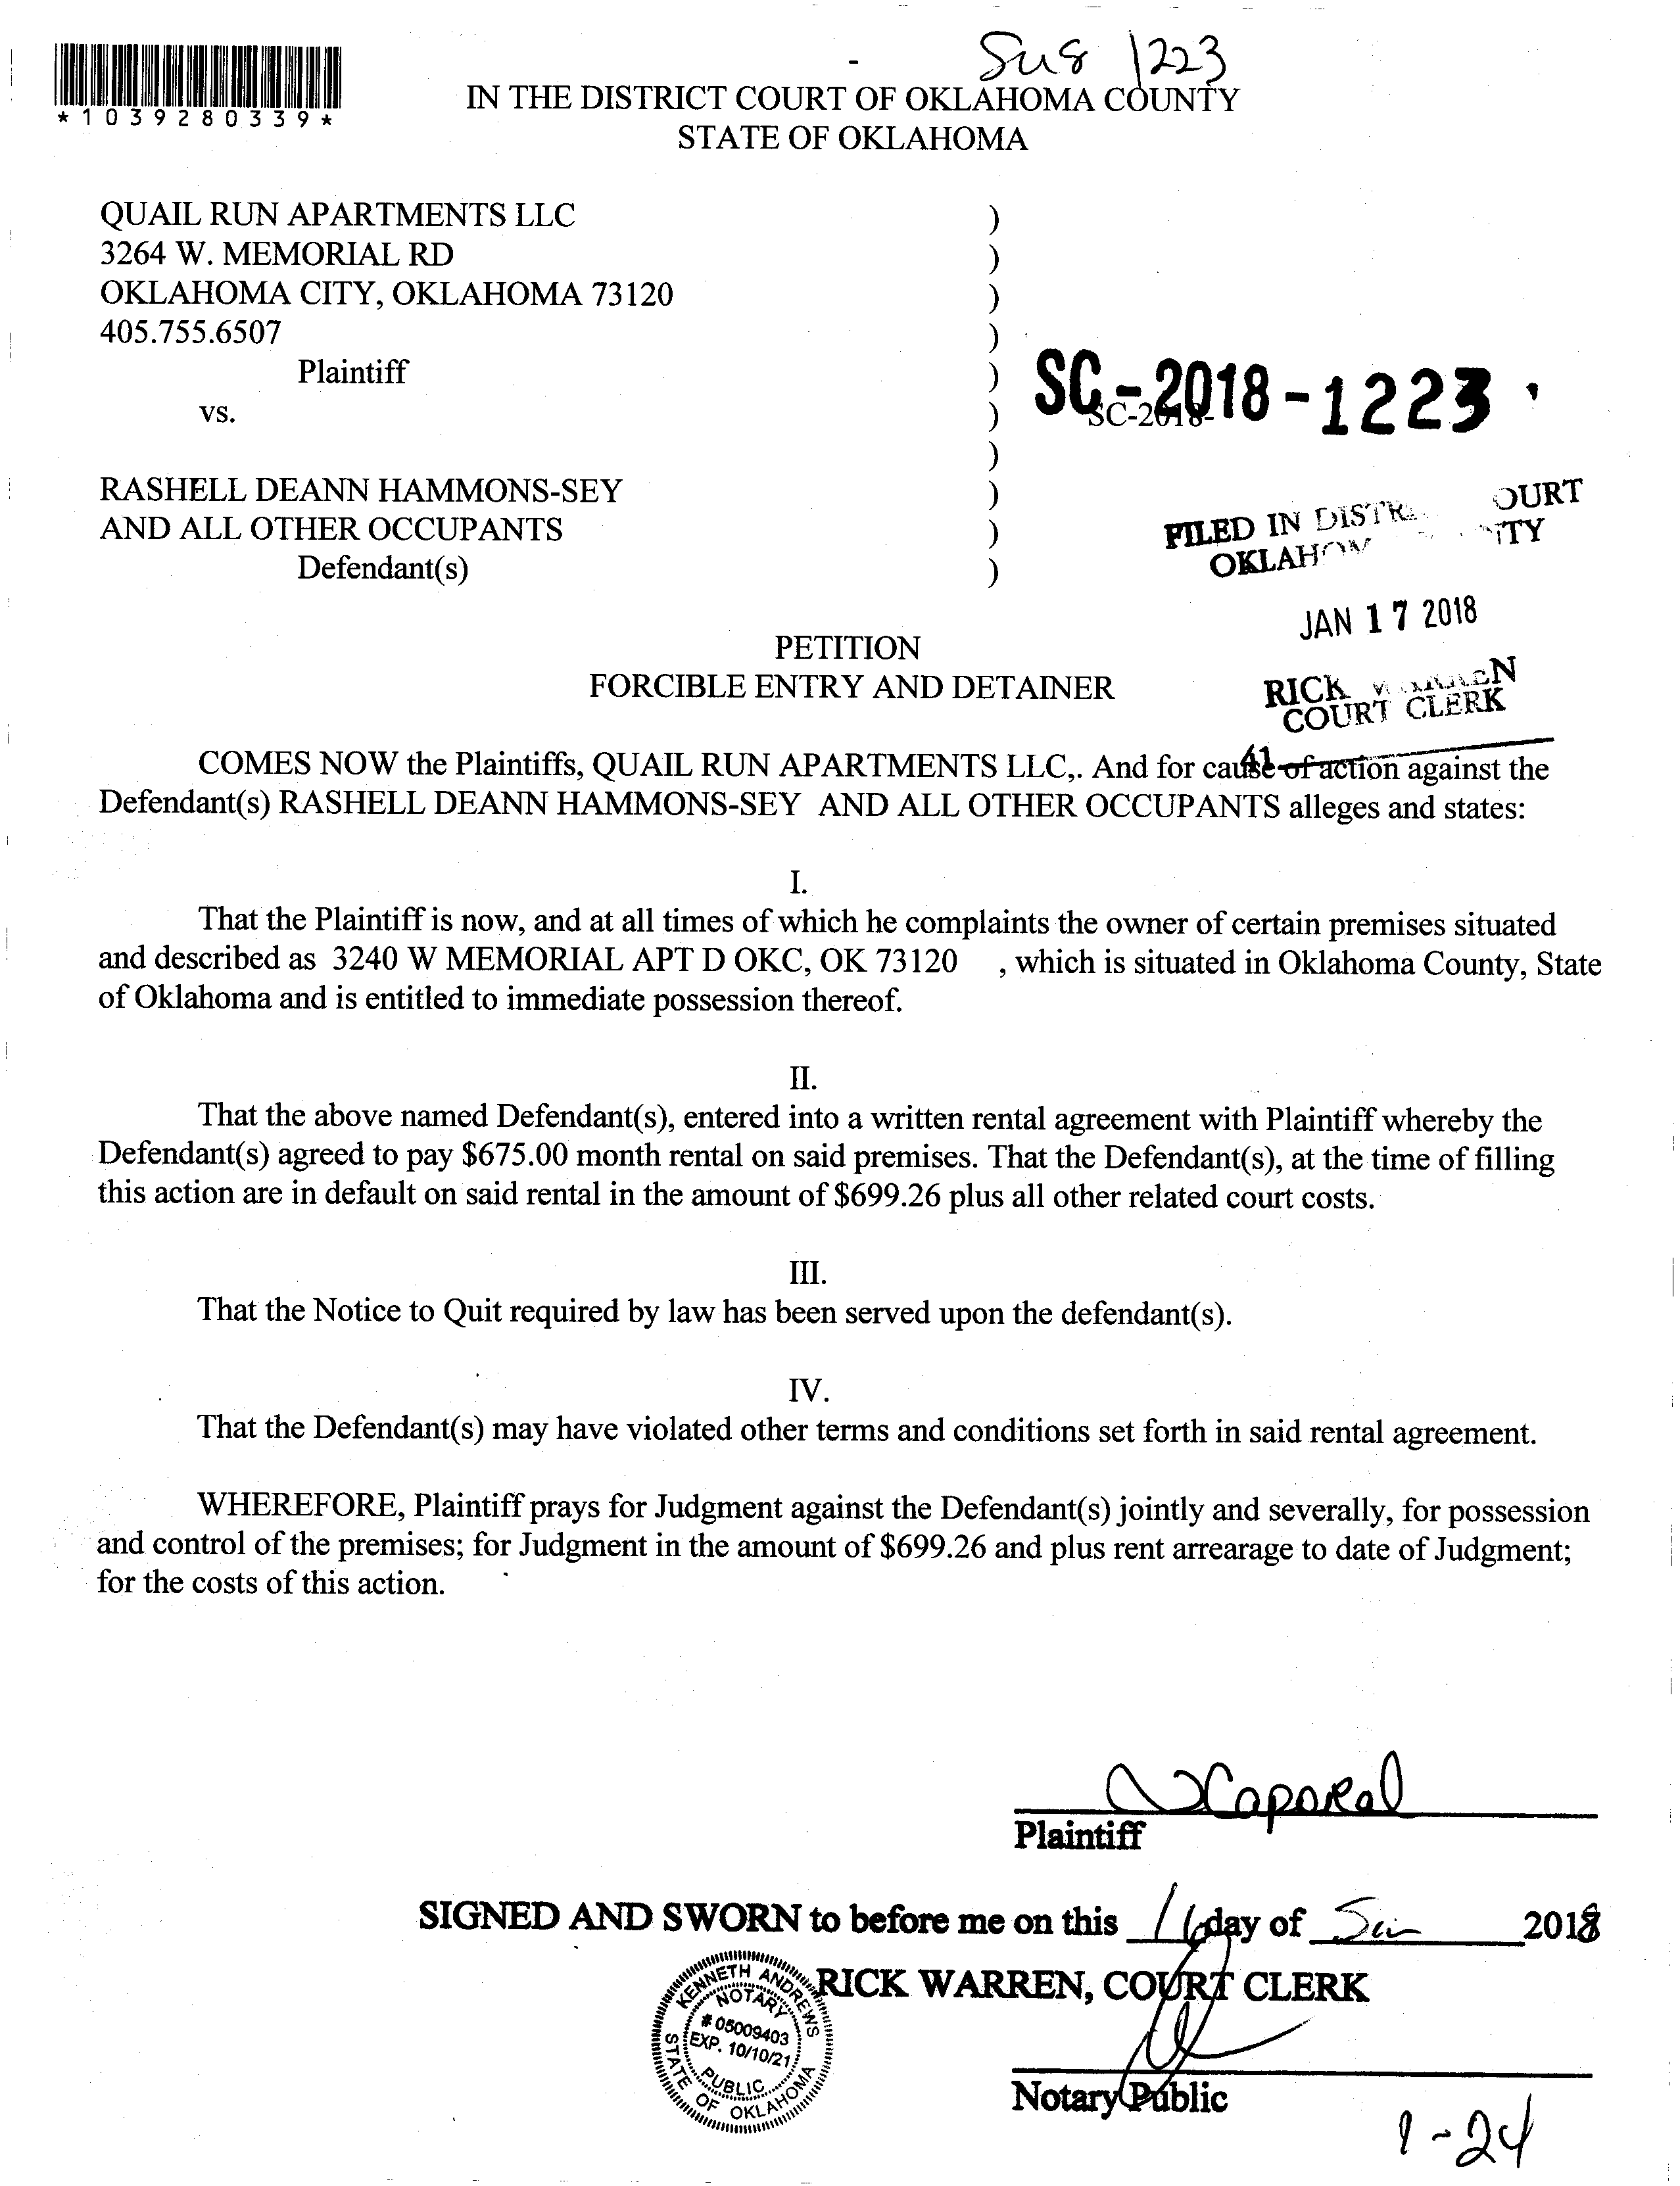 1223
*1039280339*
IN THE DISTRICT COURT OF OKLAHOMA COUNTY
STATE OF OKLAHOMA
QUAIL RUN APARTMENTS LLC )
3264 W. MEMORIAL RD )
OKLAHOMA CITY, OKLAHOMA 73120 )
405.755.6507 )
Plaintiff )
vs. )
)
RASHELL DEANN HAMMONS-SEY )
AND ALL OTHER OCCUPANTS )
Defendant(s) )
SC-2018-1223
SC-2018-
FILED IN DISTR OURT
OKLAHOM TY
JAN 17 2018
RICK WARREN
COURT CLERK
41
PETITION
FORCIBLE ENTRY AND DETAINER
COMES NOW the Plaintiffs, QUAIL RUN APARTMENTS LLC,. And for cause of action against the
Defendant(s) RASHELL DEANN HAMMONS-SEY AND ALL OTHER OCCUPANTS alleges and states:
I.
That the Plaintiff is now, and at all times of which he complaints the owner of certain premises situated
and described as 3240 W MEMORIAL APT D OKC, OK 73120 , which is situated in Oklahoma County, State
of Oklahoma and is entitled to immediate possession thereof.
II.
That the above named Defendant(s), entered into a written rental agreement with Plaintiff whereby the
Defendant(s) agreed to pay $675.00 month rental on said premises. That the Defendant(s), at the time of filling
this action are in default on said rental in the amount of $699.26 plus all other related court costs.
III.
That the Notice to Quit required by law has been served upon the defendant(s).
IV.
That the Defendant(s) may have violated other terms and conditions set forth in said rental agreement.
WHEREFORE, Plaintiff prays for Judgment against the Defendant(s) jointly and severally, for possession
and control of the premises; for Judgment in the amount of $699.26 and plus rent arrearage to date of Judgment;
for the costs of this action.
Caporal
Plaintiff
SIGNED AND SWORN to before me on this day of 2018
RICK WARREN, COURT CLERK
KENNETH ANDREWS
NOTARY
# 05009403
EXP. 10/10/21
PUBLIC
STATE OF OKLAHOMA
Notary Public
1-24